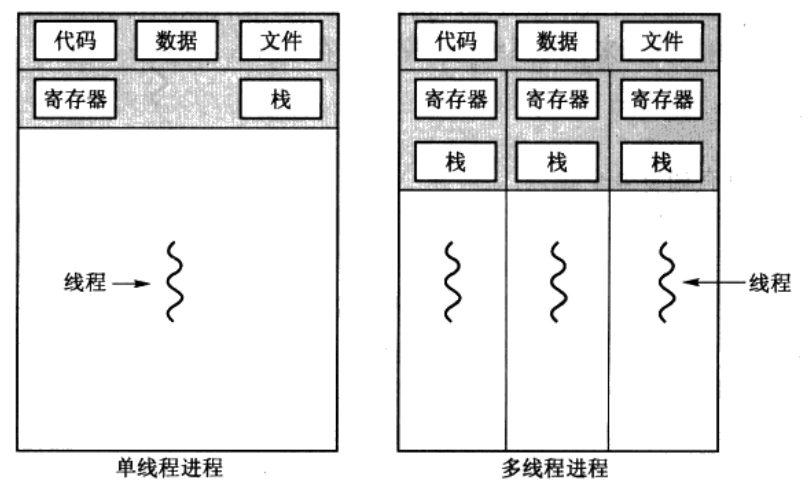 代码 数据 文件
寄存器 栈
线程
单线程进程
代码 数据 文件
寄存器 寄存器 寄存器
栈 栈 栈
线程
多线程进程